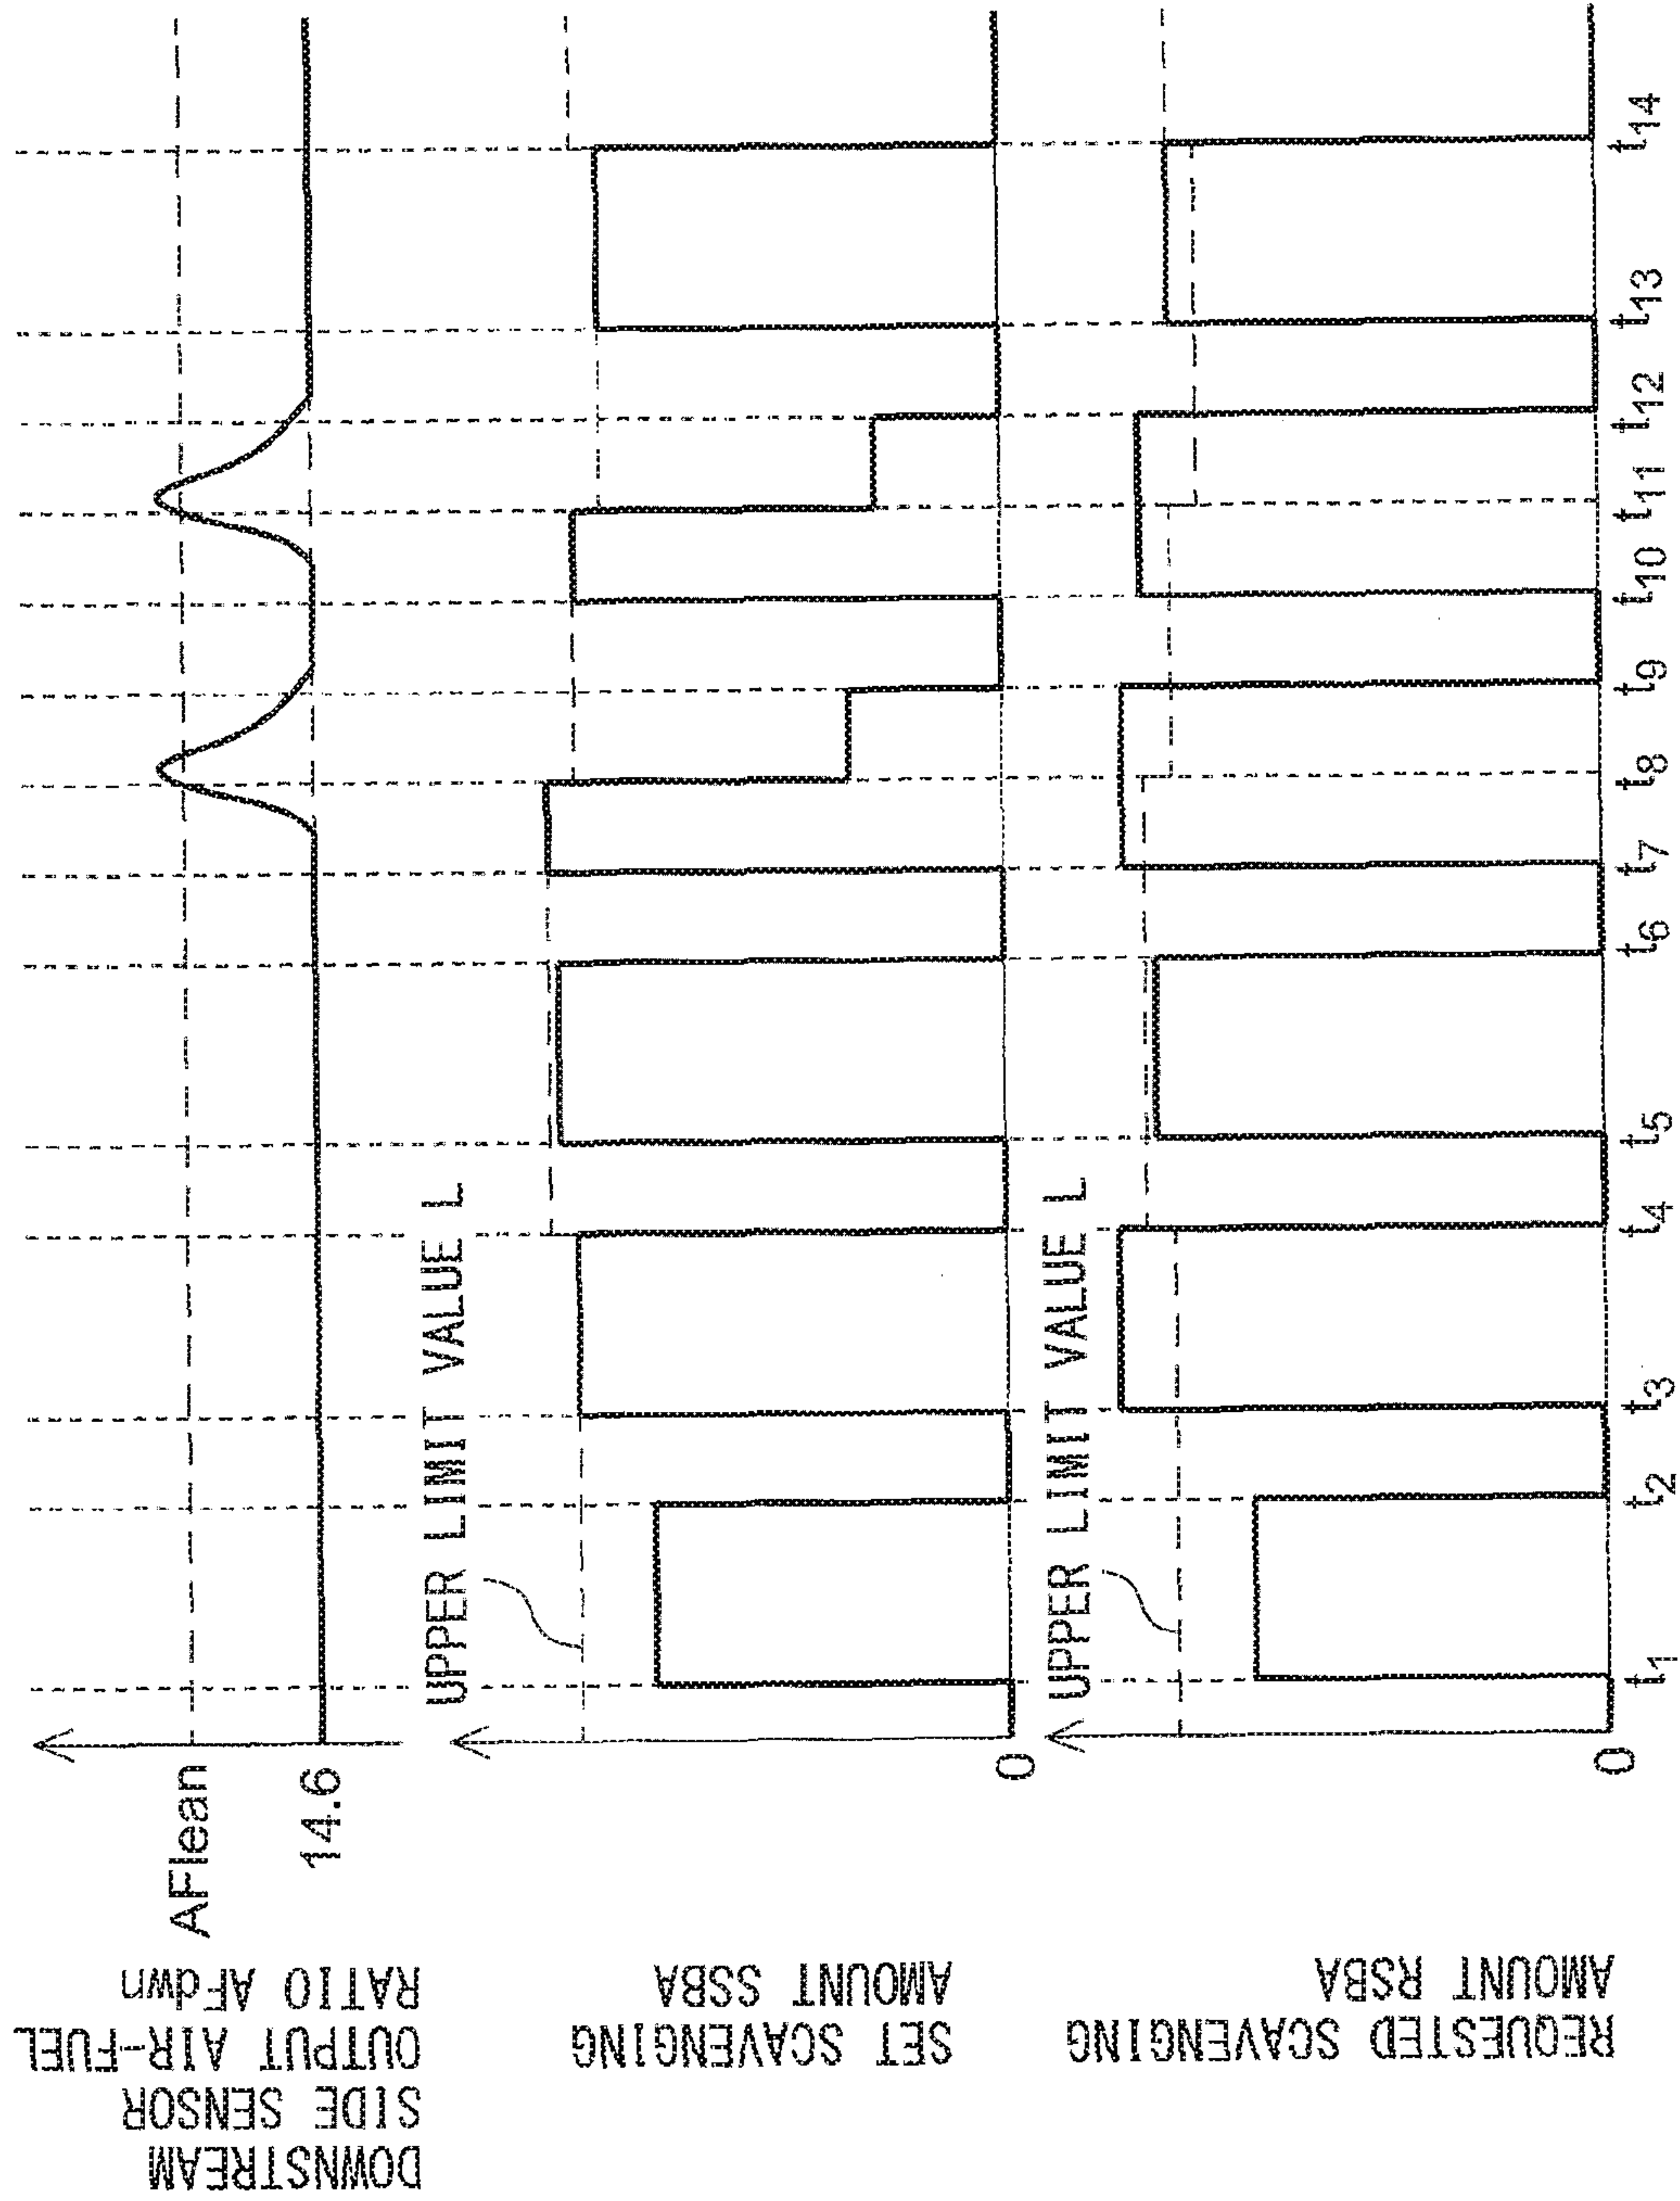 DOWNSTREAM
SIDE SENSOR
OUTPUT AIR-FUEL
RATIO AFdwn
AFlean
14.6
SET SCAVENGING
AMOUNT SSBA
UPPER LIMIT VALUE L
0
REQUESTED SCAVENGING
AMOUNT RSBA
UPPER LIMIT VALUE L
0
t1 t2 t3 t4 t5 t6 t7 t8 t9 t10 t11 t12 t13 t14